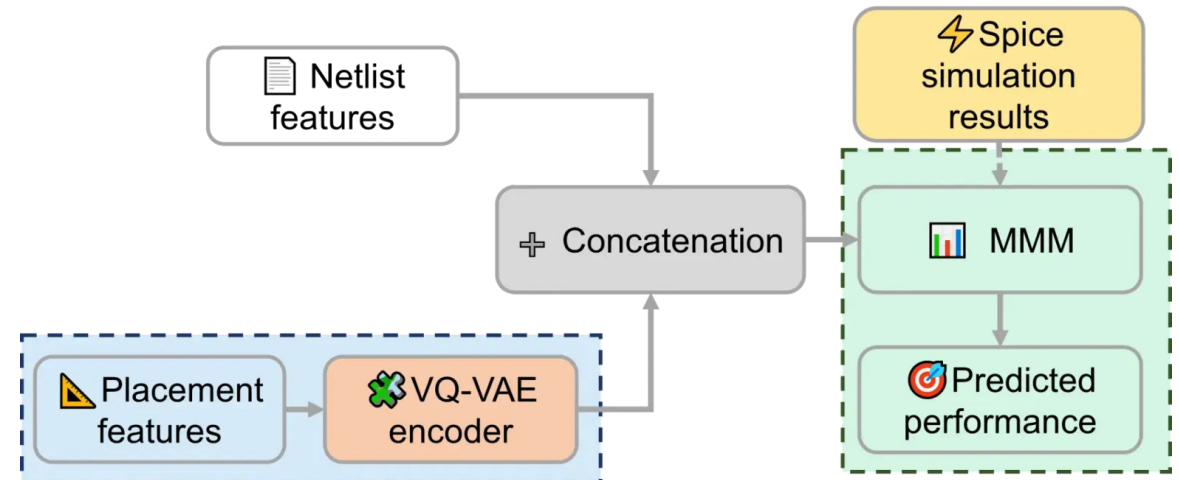 Netlist
features
Spice
simulation
results
Concatenation
MMM
Placement
features
VQ-VAE
encoder
Predicted
performance